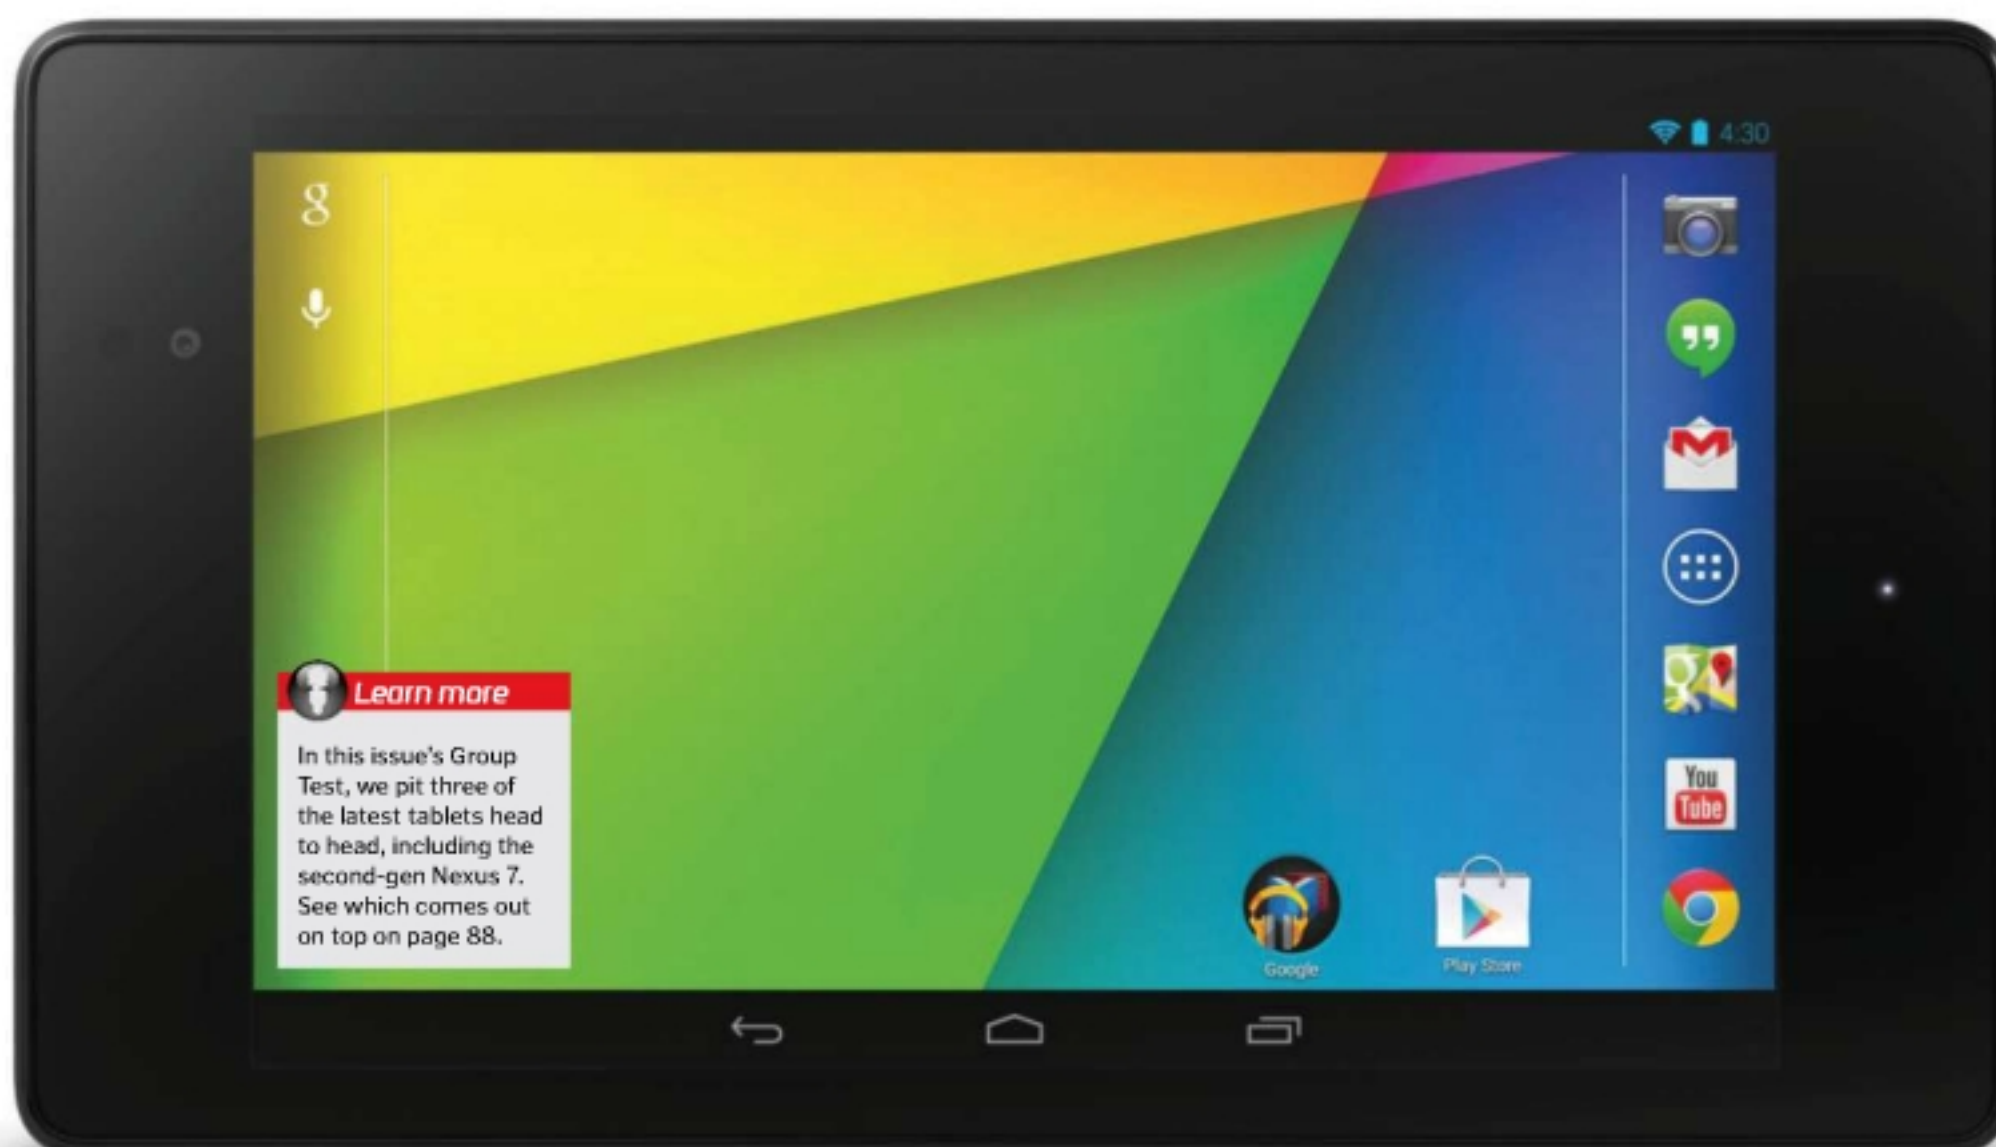 4:30
g
Learn more
In this issue's Group
Test, we pit three of
the latest tablets head
to head, including the
second-gen Nexus 7.
See which comes out
on top on page 88.
You
Tube
Google
Play Store